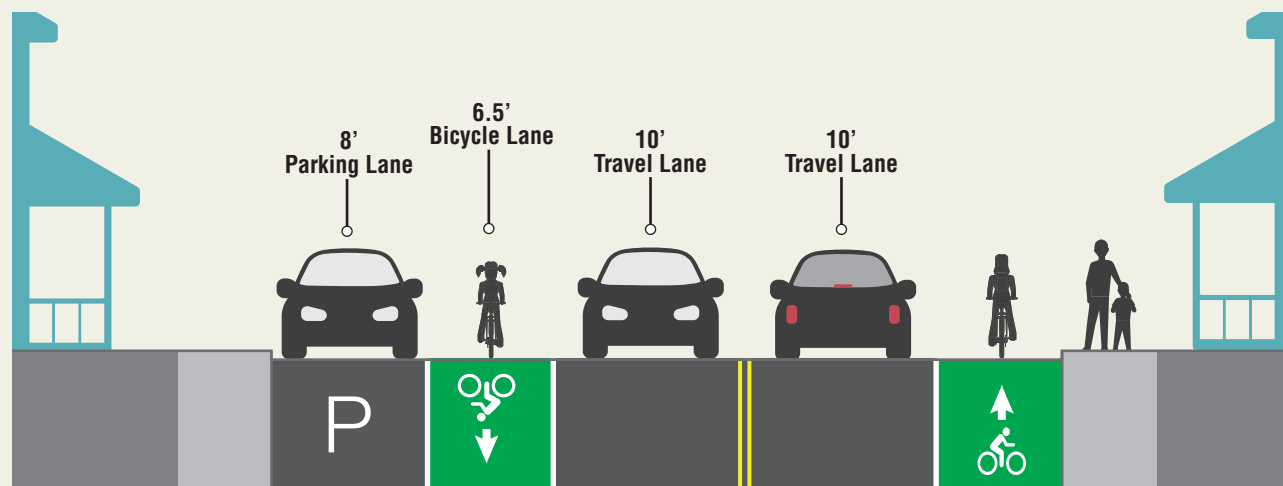 8’
Parking Lane
6.5’
Bicycle Lane
10’
Travel Lane
10’
Travel Lane
P